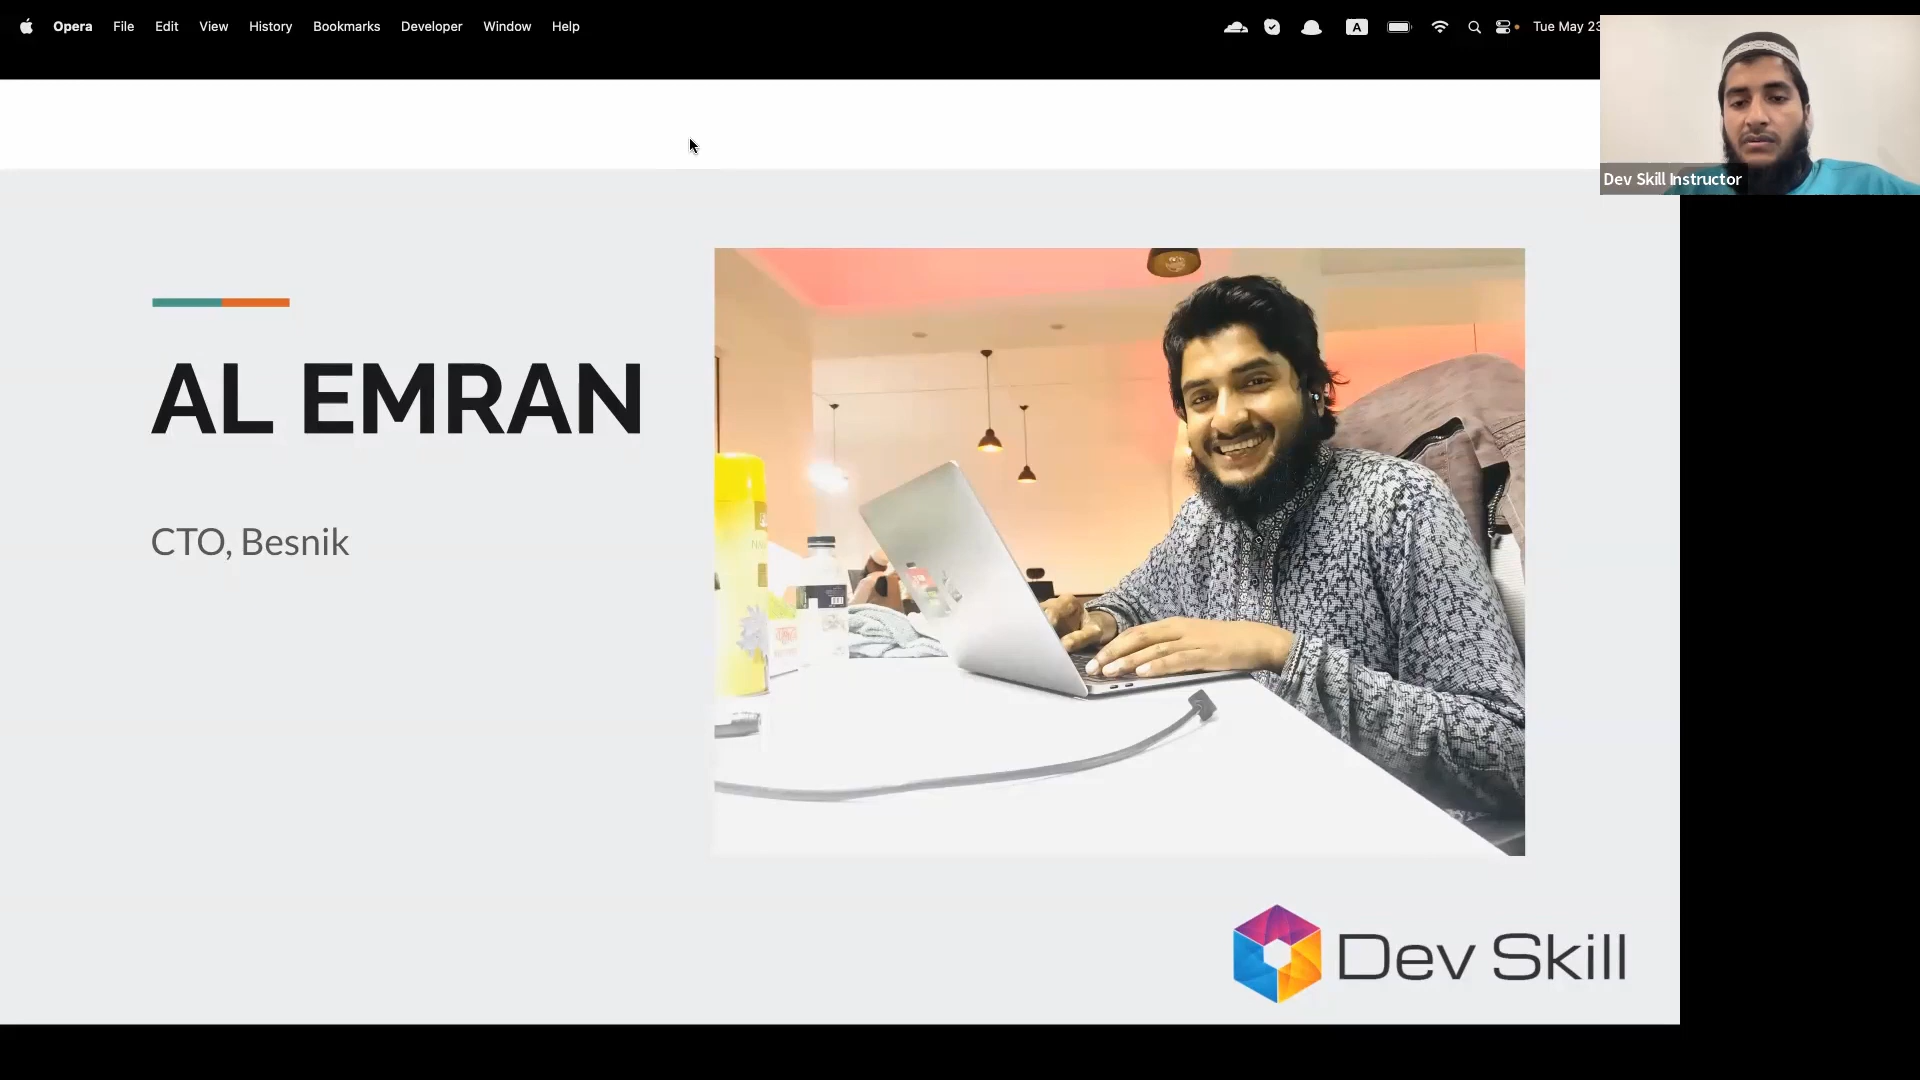 Opera File Edit View History Bookmarks Developer Window Help A Tue May 23
Dev Skill Instructor
AL EMRAN
CTO, Besnik
Dev Skill